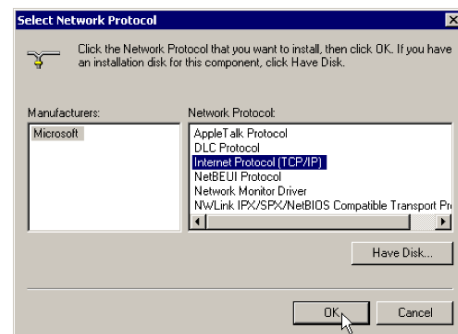 Select Network Protocol
Click the Network Protocol that you want to install, then click OK. If you have
an installation disk for this component, click Have Disk.
Manufacturers:
Microsoft
Network Protocol:
AppleTalk Protocol
DLC Protocol
Internet Protocol (TCP/IP)
NetBEUI Protocol
Network Monitor Driver
NWLink IPX/SPX/NetBIOS Compatible Transport Pr
Have Disk...
OK
Cancel